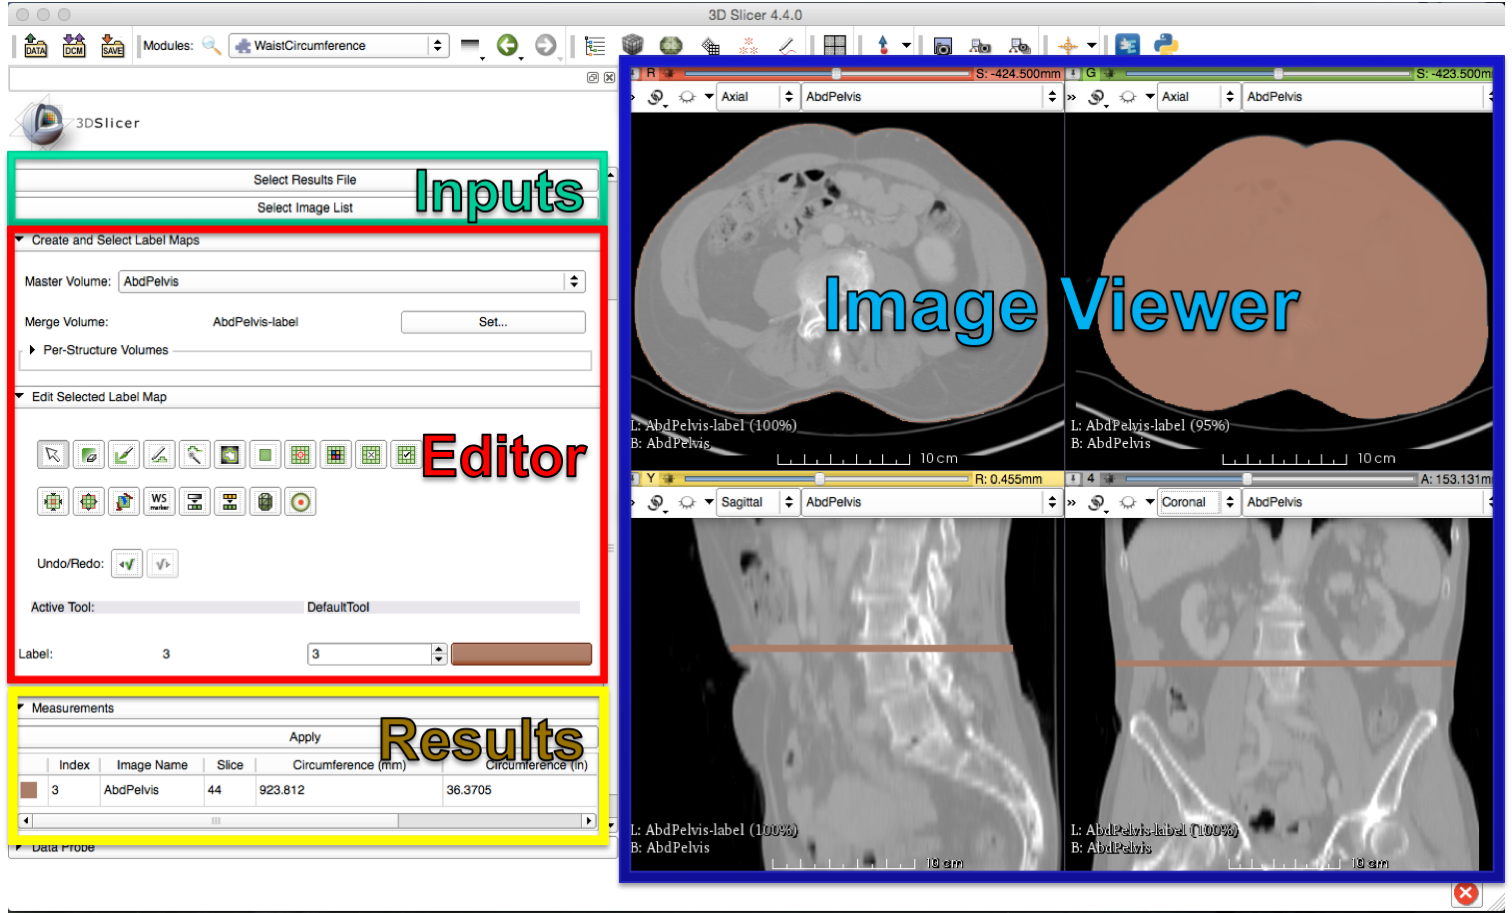 3D Slicer 4.4.0
DATA DCM SAVE Modules: WaistCircumference
3DSlicer
Select Results File
Select Image List
Inputs
Create and Select Label Maps
Master Volume: AbdPelvis
Merge Volume: AbdPelvis-label Set...
Per-Structure Volumes
Edit Selected Label Map
Editor
WS
marker
Undo/Redo:
Active Tool: DefaultTool
Label: 3 3
Measurements
Apply
Results
Index Image Name Slice Circumference (mm) Circumference (in)
3 AbdPelvis 44 923.812 36.3705
Data Probe
R S: -424.500mm
Axial AbdPelvis
L: AbdPelvis-label (100%)
B: AbdPelvis
10 cm
G S: -423.500mm
Axial AbdPelvis
L: AbdPelvis-label (95%)
B: AbdPelvis
10 cm
Image Viewer
Y R: 0.455mm
Sagittal AbdPelvis
L: AbdPelvis-label (100%)
B: AbdPelvis
10 cm
4 A: 153.131m
Coronal AbdPelvis
L: AbdPelvis-label (100%)
B: AbdPelvis
10 cm